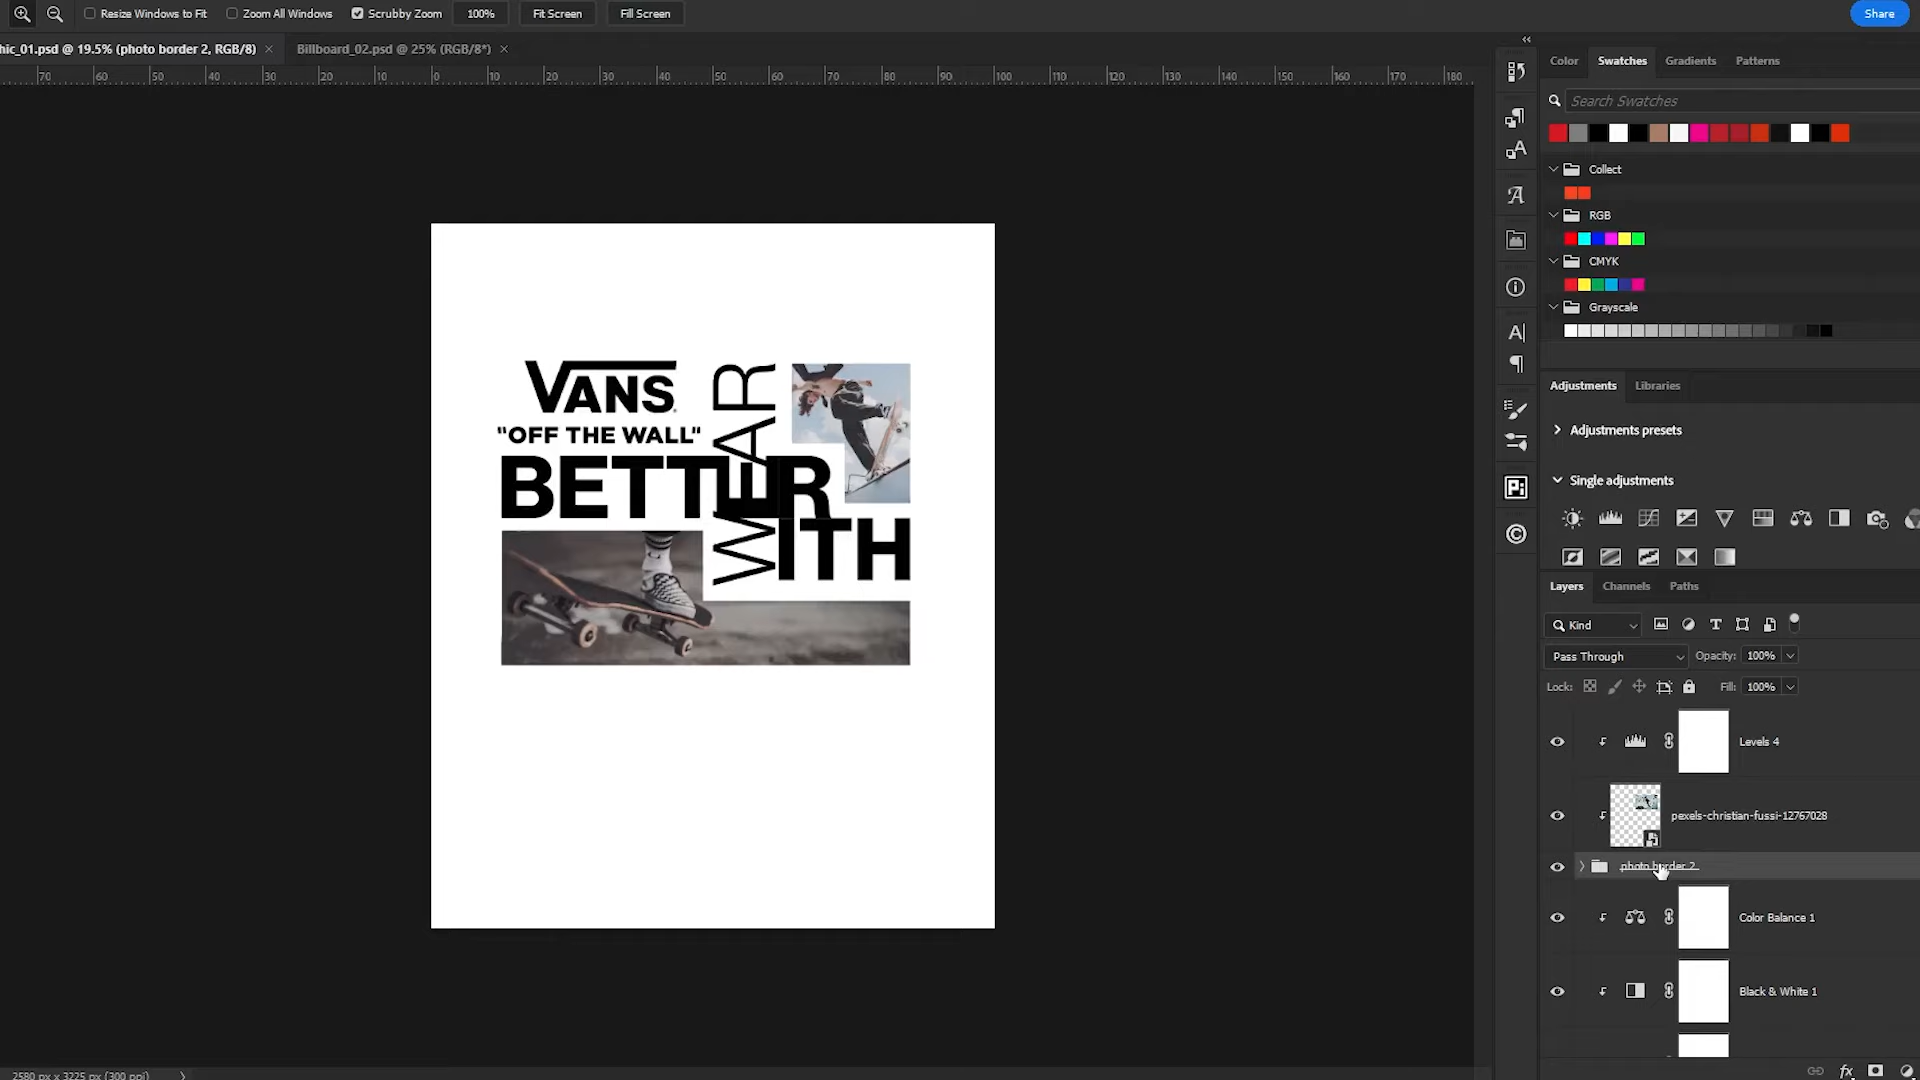 Resize Windows to Fit Zoom All Windows Scrubby Zoom 100% Fit Screen Fill Screen Share
hic_01.psd @ 19.5% (photo border 2, RGB/8) × Billboard_02.psd @ 25% (RGB/8*) ×
70 60 50 40 30 20 10 0 10 20 30 40 50 60 70 80 90 100 110 120 130 140 150 160 170 180
VANS
"OFF THE WALL"
WEAR
BETTER
ITH
Color Swatches Gradients Patterns
Search Swatches
Collect
RGB
CMYK
Grayscale
Adjustments Libraries
Adjustments presets
Single adjustments
Layers Channels Paths
Kind
Pass Through Opacity: 100%
Lock: Fill: 100%
Levels 4
pexels-christian-fussi-12767028
photo border 2
Color Balance 1
Black & White 1
fx
2580 px x 3225 px (300 ppi)